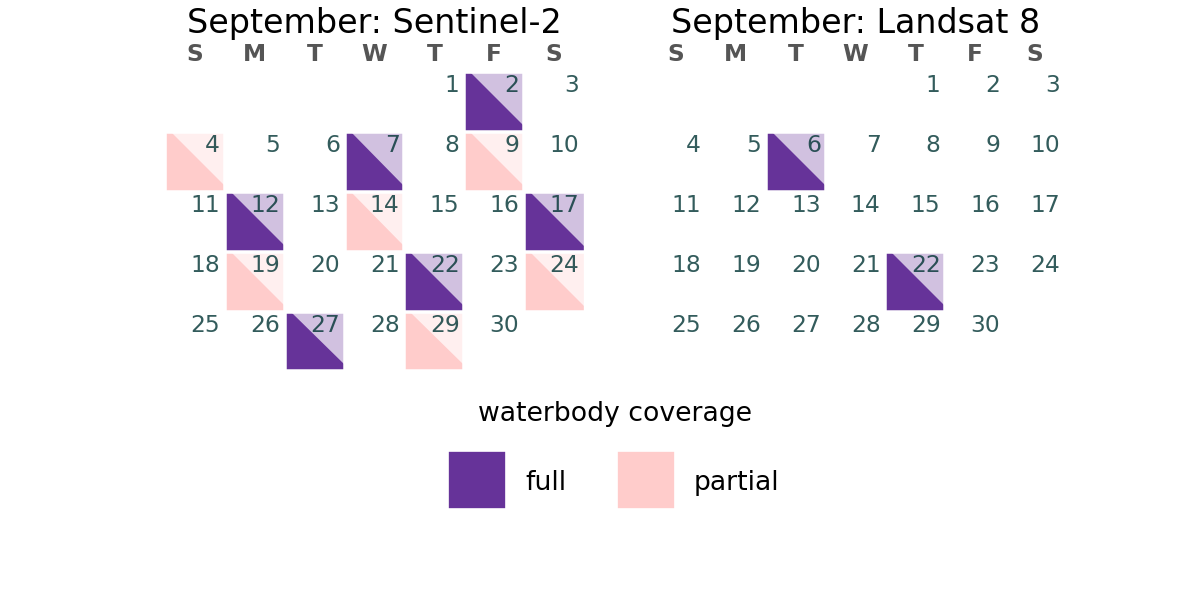 September: Sentinel-2
S M T W T F S
1 2 3
4 5 6 7 8 9 10
11 12 13 14 15 16 17
18 19 20 21 22 23 24
25 26 27 28 29 30
September: Landsat 8
S M T W T F S
1 2 3
4 5 6 7 8 9 10
11 12 13 14 15 16 17
18 19 20 21 22 23 24
25 26 27 28 29 30
waterbody coverage
full
partial